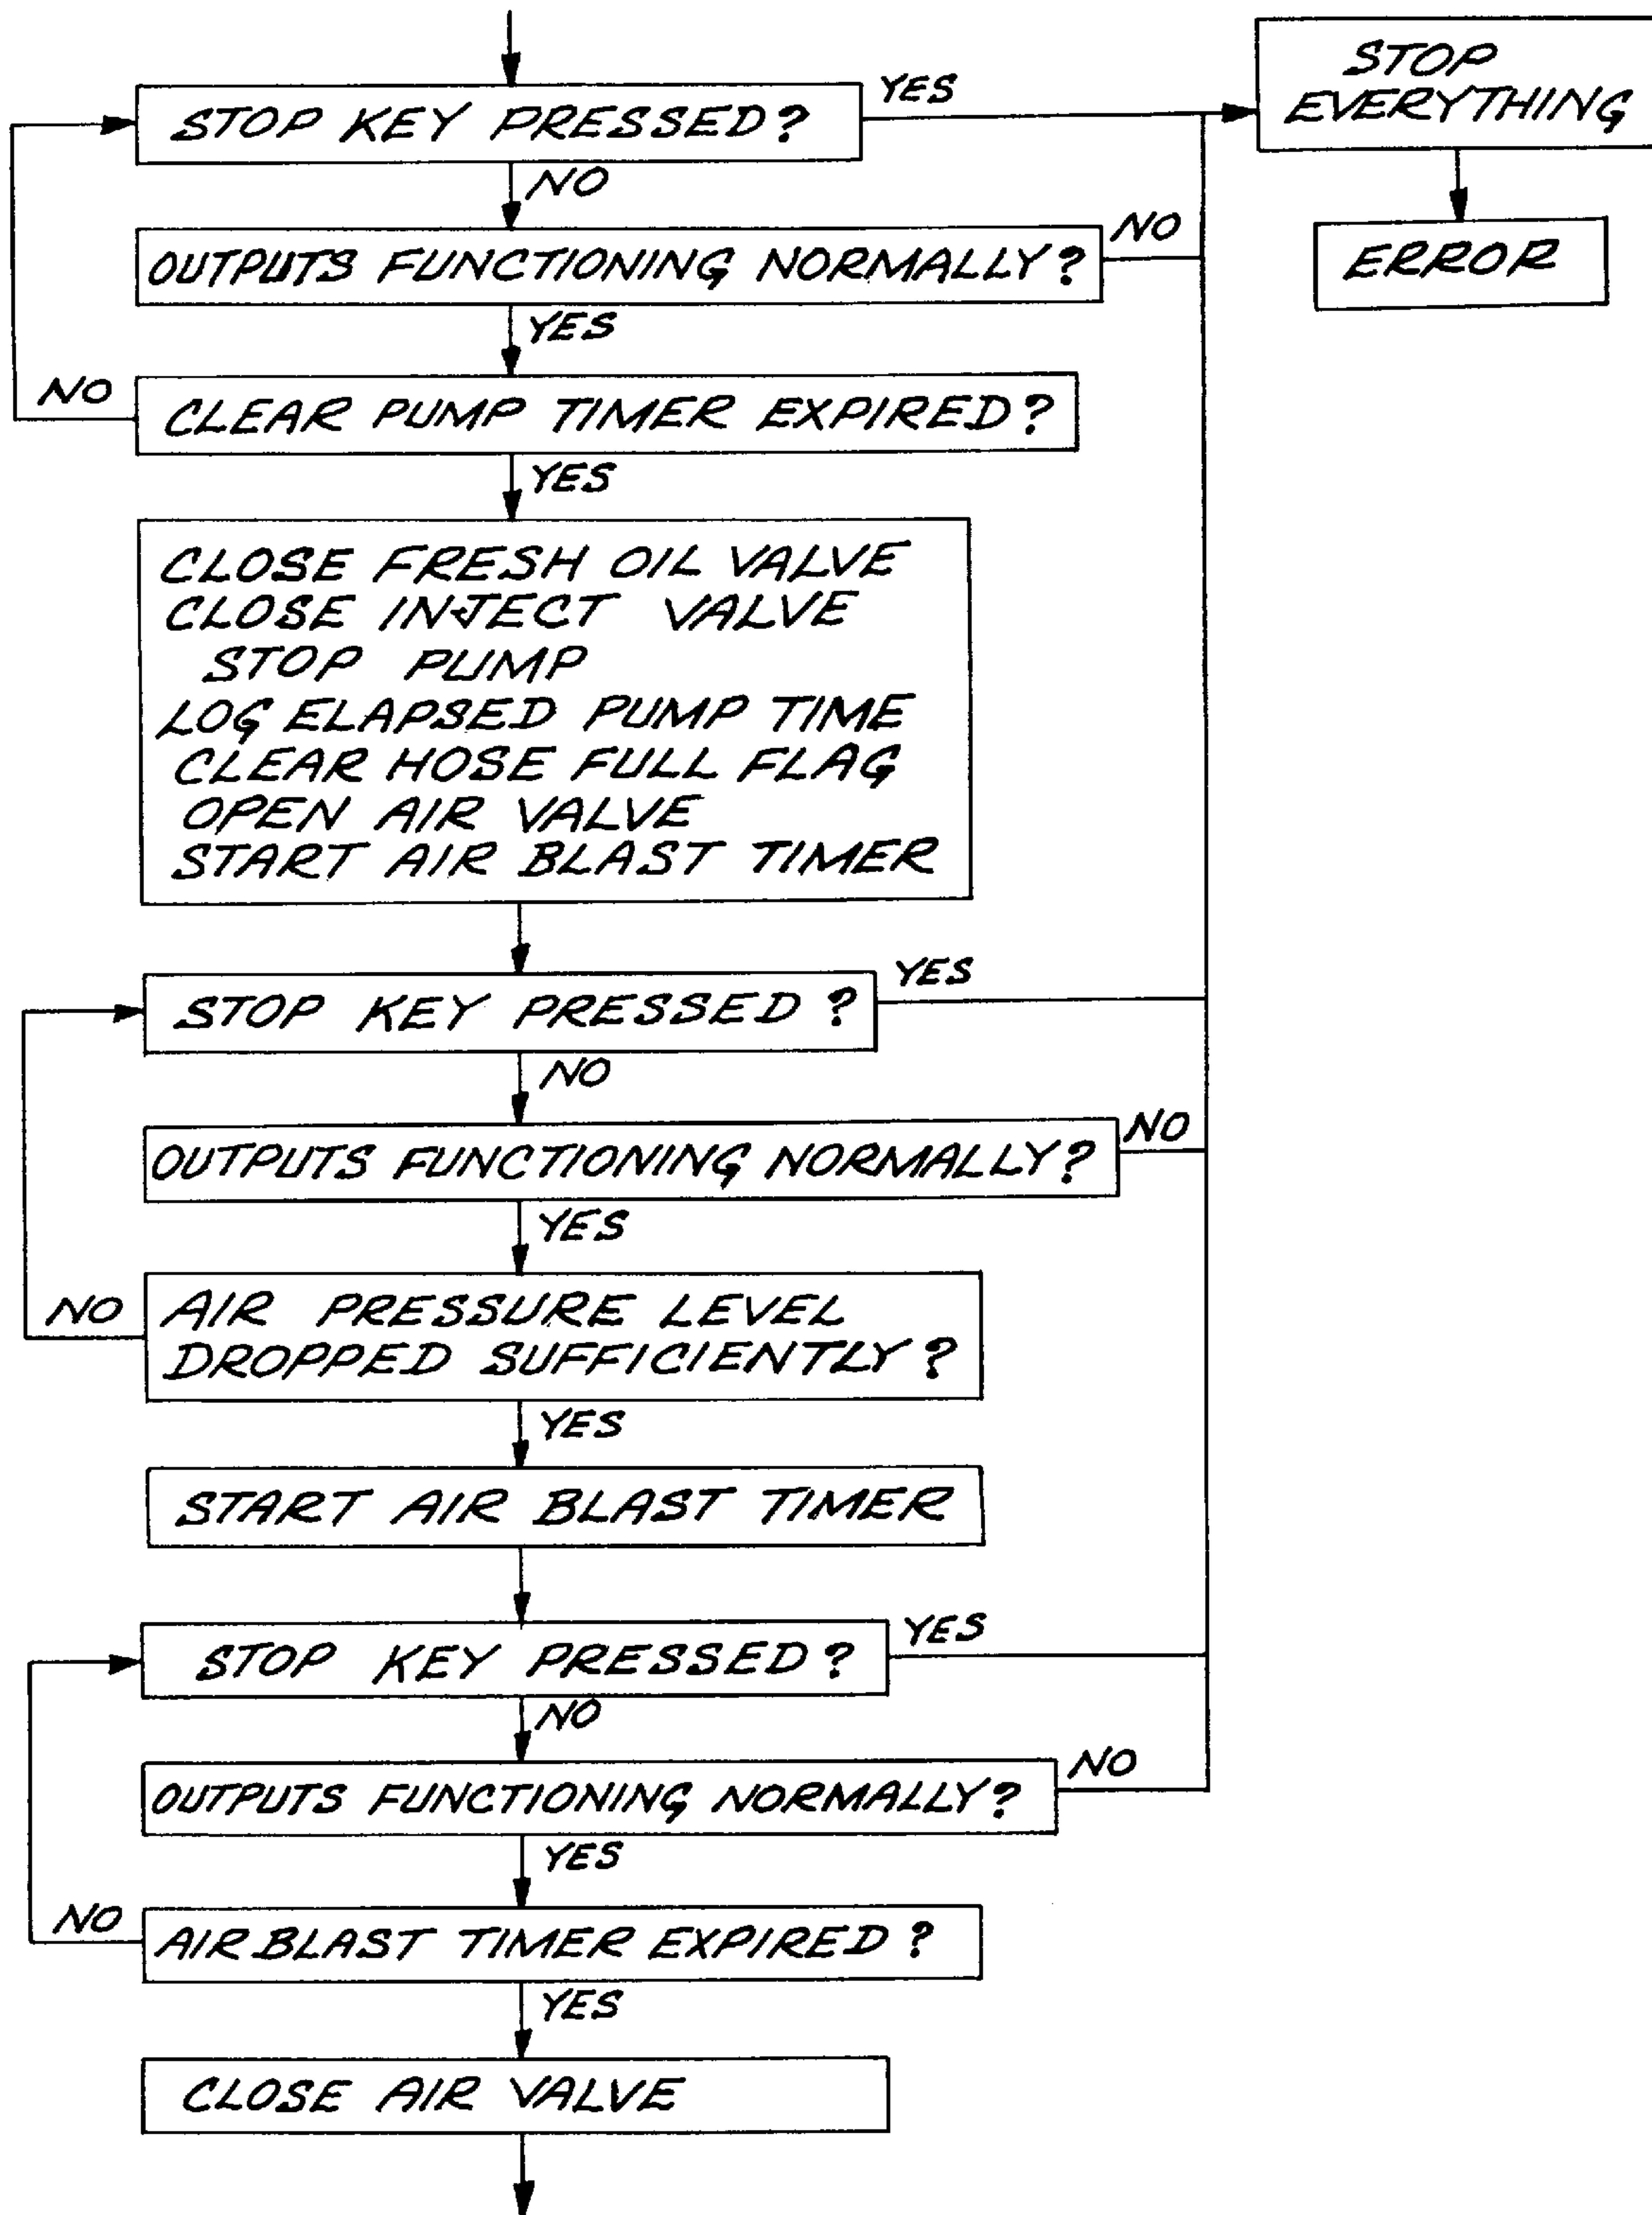 STOP KEY PRESSED?
YES
STOP
EVERYTHING
NO
ERROR
OUTPUTS FUNCTIONING NORMALLY?
NO
YES
NO
CLEAR PUMP TIMER EXPIRED?
YES
CLOSE FRESH OIL VALVE
CLOSE INJECT VALVE
STOP PUMP
LOG ELAPSED PUMP TIME
CLEAR HOSE FULL FLAG
OPEN AIR VALVE
START AIR BLAST TIMER
STOP KEY PRESSED?
YES
NO
OUTPUTS FUNCTIONING NORMALLY?
NO
YES
NO
AIR PRESSURE LEVEL
DROPPED SUFFICIENTLY?
YES
START AIR BLAST TIMER
STOP KEY PRESSED?
YES
NO
OUTPUTS FUNCTIONING NORMALLY?
NO
YES
NO
AIR BLAST TIMER EXPIRED?
YES
CLOSE AIR VALVE